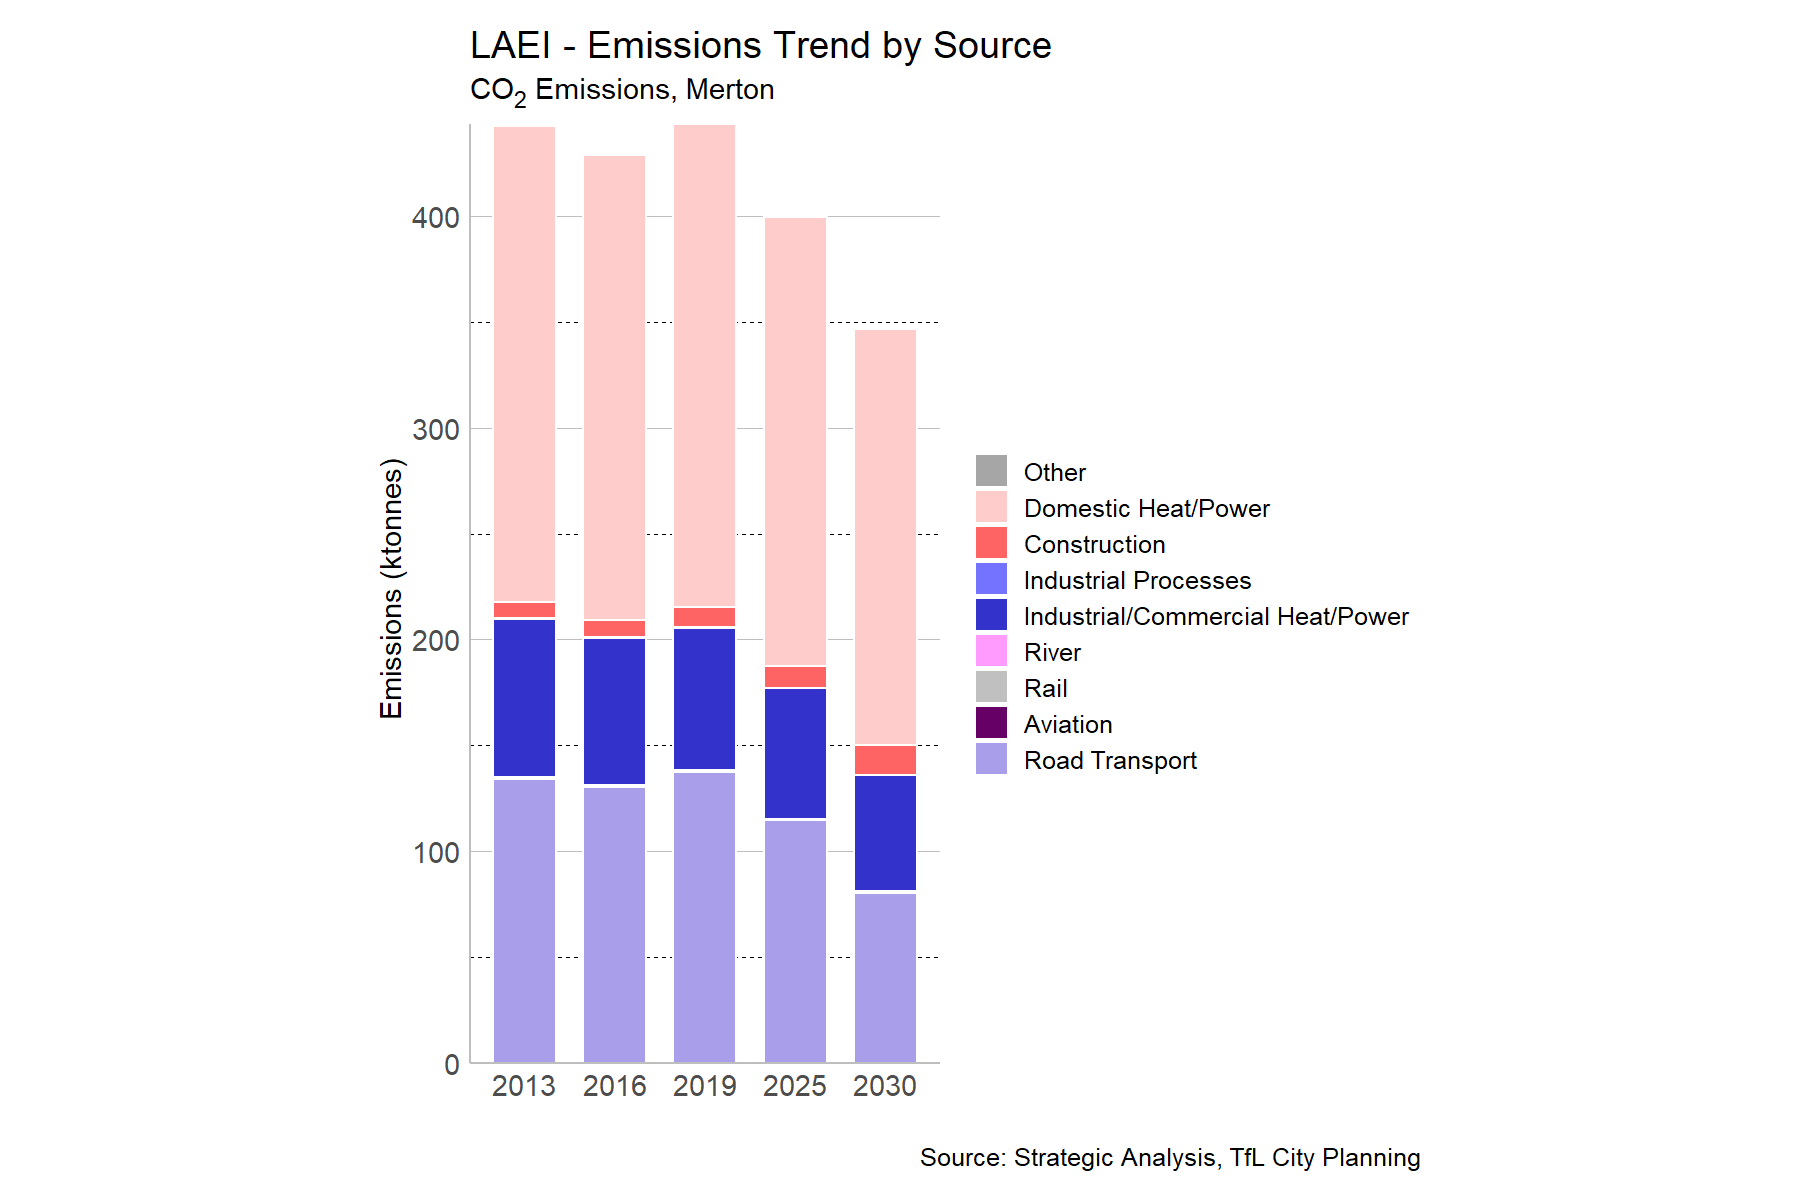 LAEI - Emissions Trend by Source
CO2 Emissions, Merton
Emissions (ktonnes)
400
300
200
100
0
2013 2016 2019 2025 2030
Other
Domestic Heat/Power
Construction
Industrial Processes
Industrial/Commercial Heat/Power
River
Rail
Aviation
Road Transport
Source: Strategic Analysis, TfL City Planning